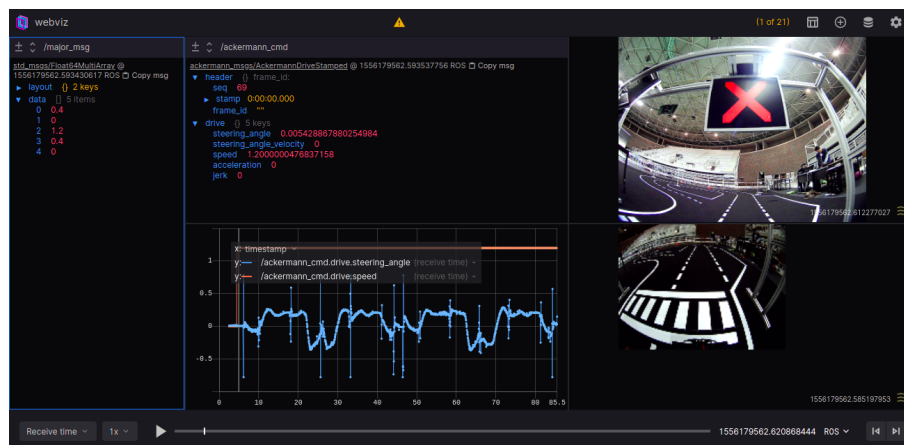 webviz
(1 of 21)
/major_msg
std_msgs/Float64MultiArray @
1556179562.593430617 ROS Copy msg
layout {} 2 keys
data [] 5 items
0 0.4
1 0
2 1.2
3 0.4
4 0
/ackermann_cmd
ackermann_msgs/AckermannDriveStamped @ 1556179562.593537756 ROS Copy msg
header {} frame_id:
seq 69
stamp 0:00:00.000
frame_id ""
drive {} 5 keys
steering_angle 0.005428867880254984
steering_angle_velocity 0
speed 1.2000000476837158
acceleration 0
jerk 0
x: timestamp
y: /ackermann_cmd.drive.steering_angle (receive time)
y: /ackermann_cmd.drive.speed (receive time)
1
0.5
0
-0.5
0 10 20 30 40 50 60 70 80 85.5
1556179562.612277027
1556179562.585197953
Receive time
1x
1556179562.620868444 ROS